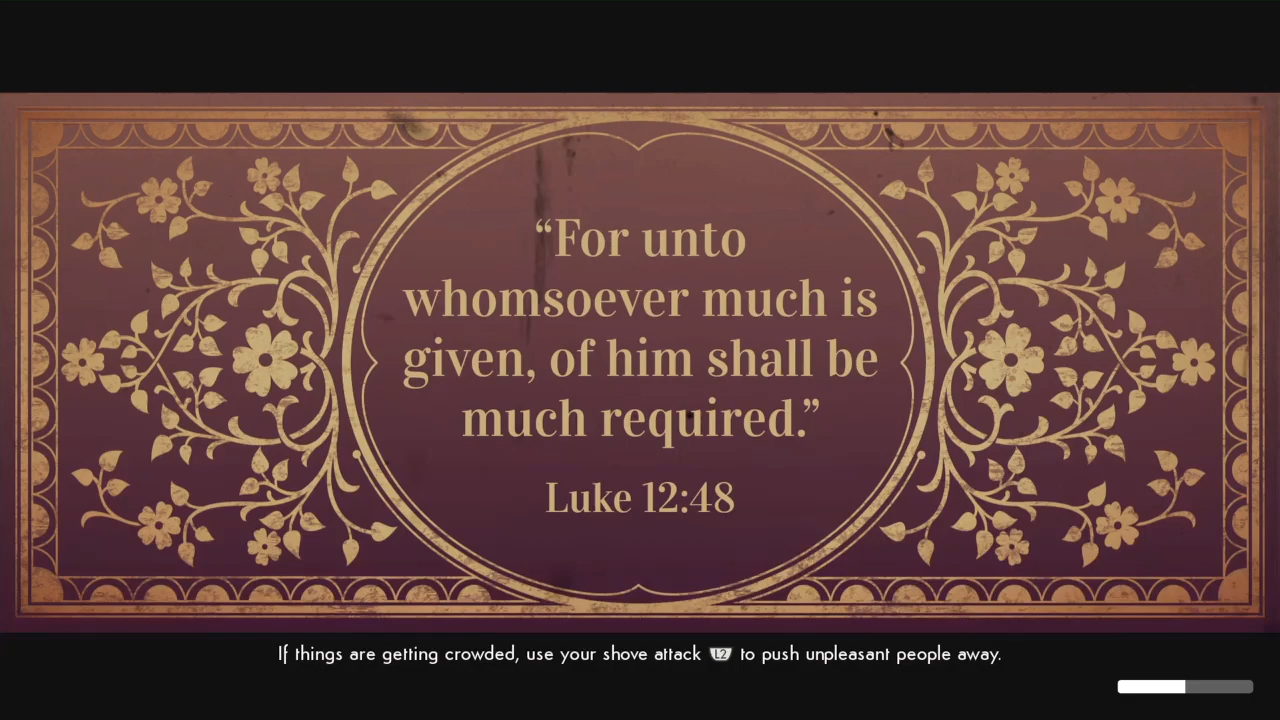 “For unto
whomsoever much is
given, of him shall be
much required.”
Luke 12:48
If things are getting crowded, use your shove attack L2 to push unpleasant people away.